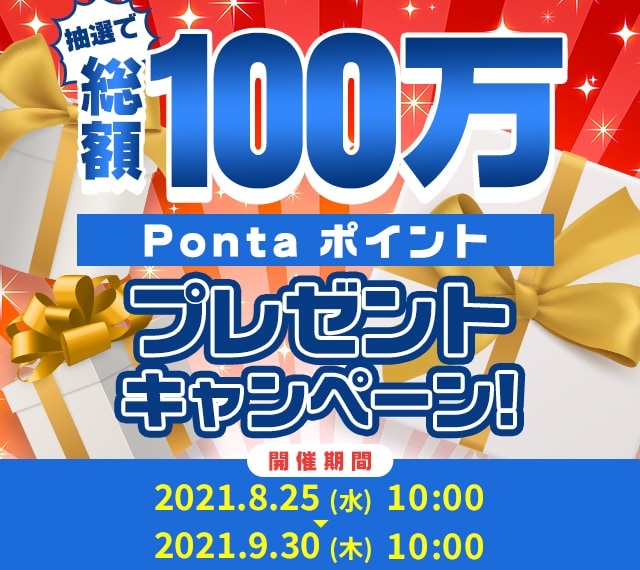 抽選で
総額
100万
Ponta ポイント
プレゼント
キャンペーン!
開催期間
2021.8.25 (水) 10:00
2021.9.30 (木) 10:00